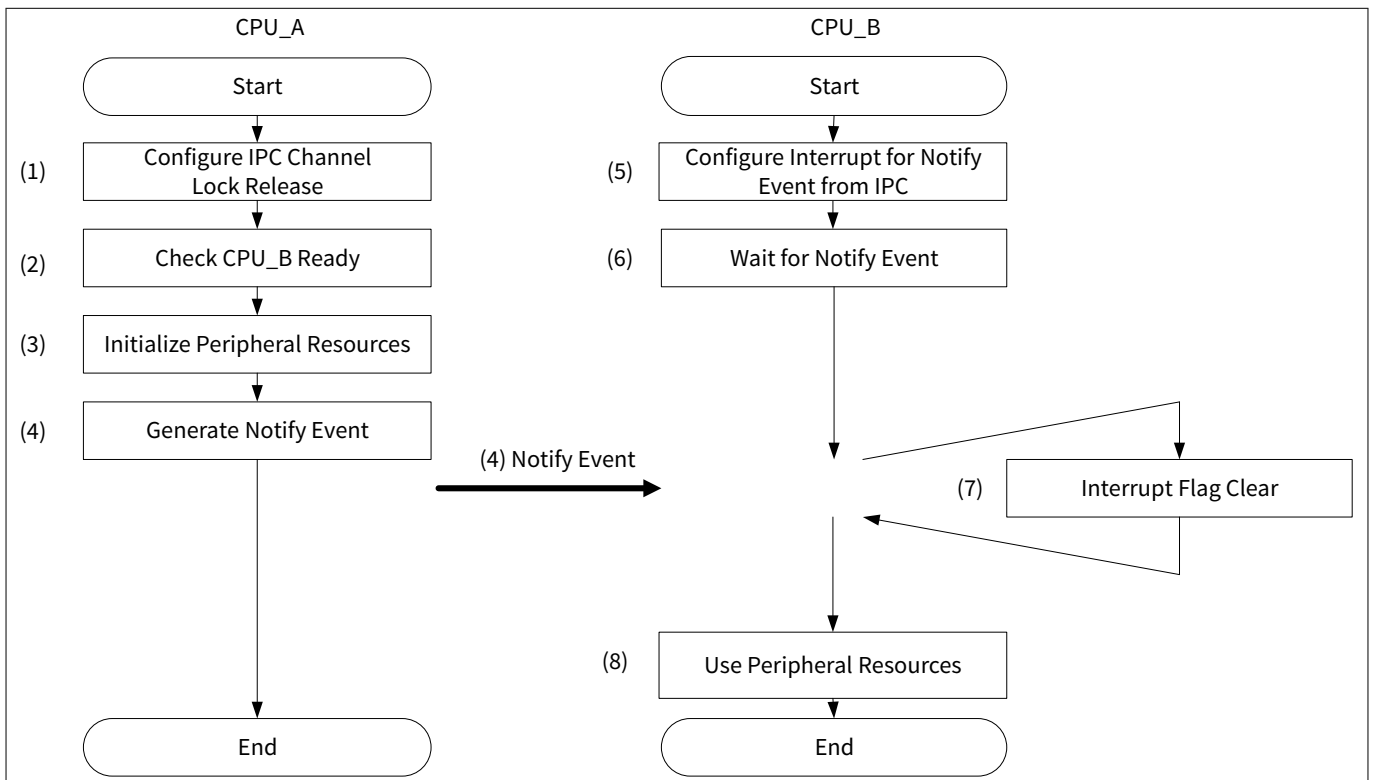 CPU_A
Start
(1)
Configure IPC Channel
Lock Release
(2)
Check CPU_B Ready
(3)
Initialize Peripheral Resources
(4)
Generate Notify Event
End
(4) Notify Event
CPU_B
Start
(5)
Configure Interrupt for Notify
Event from IPC
(6)
Wait for Notify Event
(7)
Interrupt Flag Clear
(8)
Use Peripheral Resources
End